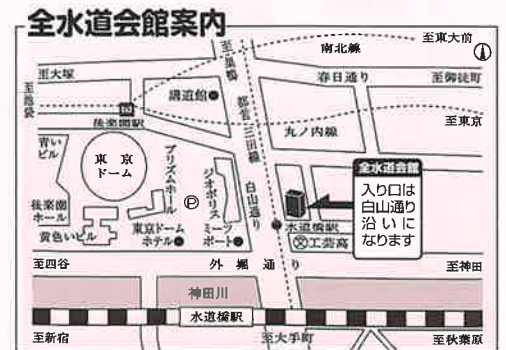 全水道会館案内
至東大前
南北線
至巣鴨
至大塚
春日通り
至御徒町
至池袋
講道館
都営三田線
後楽園駅
至東京
丸ノ内線
青い
ビル
東京
ドーム
プリズムホール
ジオポリス
白山通り
全水道会館
入り口は
白山通り
沿いに
なります
P
後楽園
ホール
黄色いビル
東京ドーム
ホテル
ミーツ
ポート
水道橋駅
文工芸高
至四谷
外堀通り
至神田
神田川
水道橋駅
至新宿
至大手町
至秋葉原